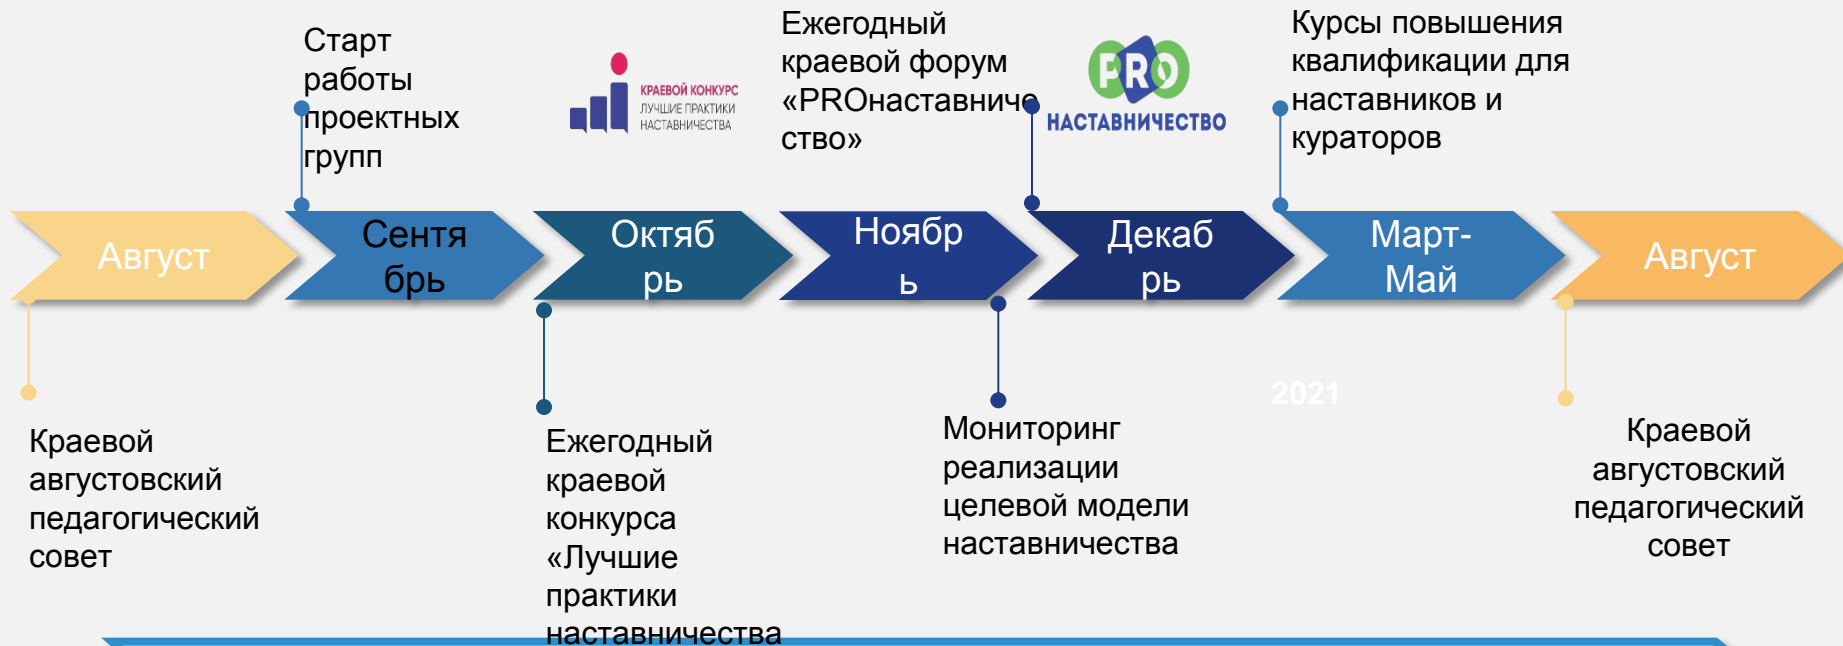 Старт
работы
проектных
групп
КРАЕВОЙ КОНКУРС
ЛУЧШИЕ ПРАКТИКИ
НАСТАВНИЧЕСТВА
Ежегодный
краевой форум
«PROнаставниче
ство»
PRO
НАСТАВНИЧЕСТВО
Курсы повышения
квалификации для
наставников и
кураторов
Август
Сентя
брь
Октяб
рь
Ноябр
ь
Декаб
рь
Март-
Май
Август
2021
Краевой
августовский
педагогический
совет
Ежегодный
краевой
конкурса
«Лучшие
практики
наставничества
Мониторинг
реализации
целевой модели
наставничества
Краевой
августовский
педагогический
совет